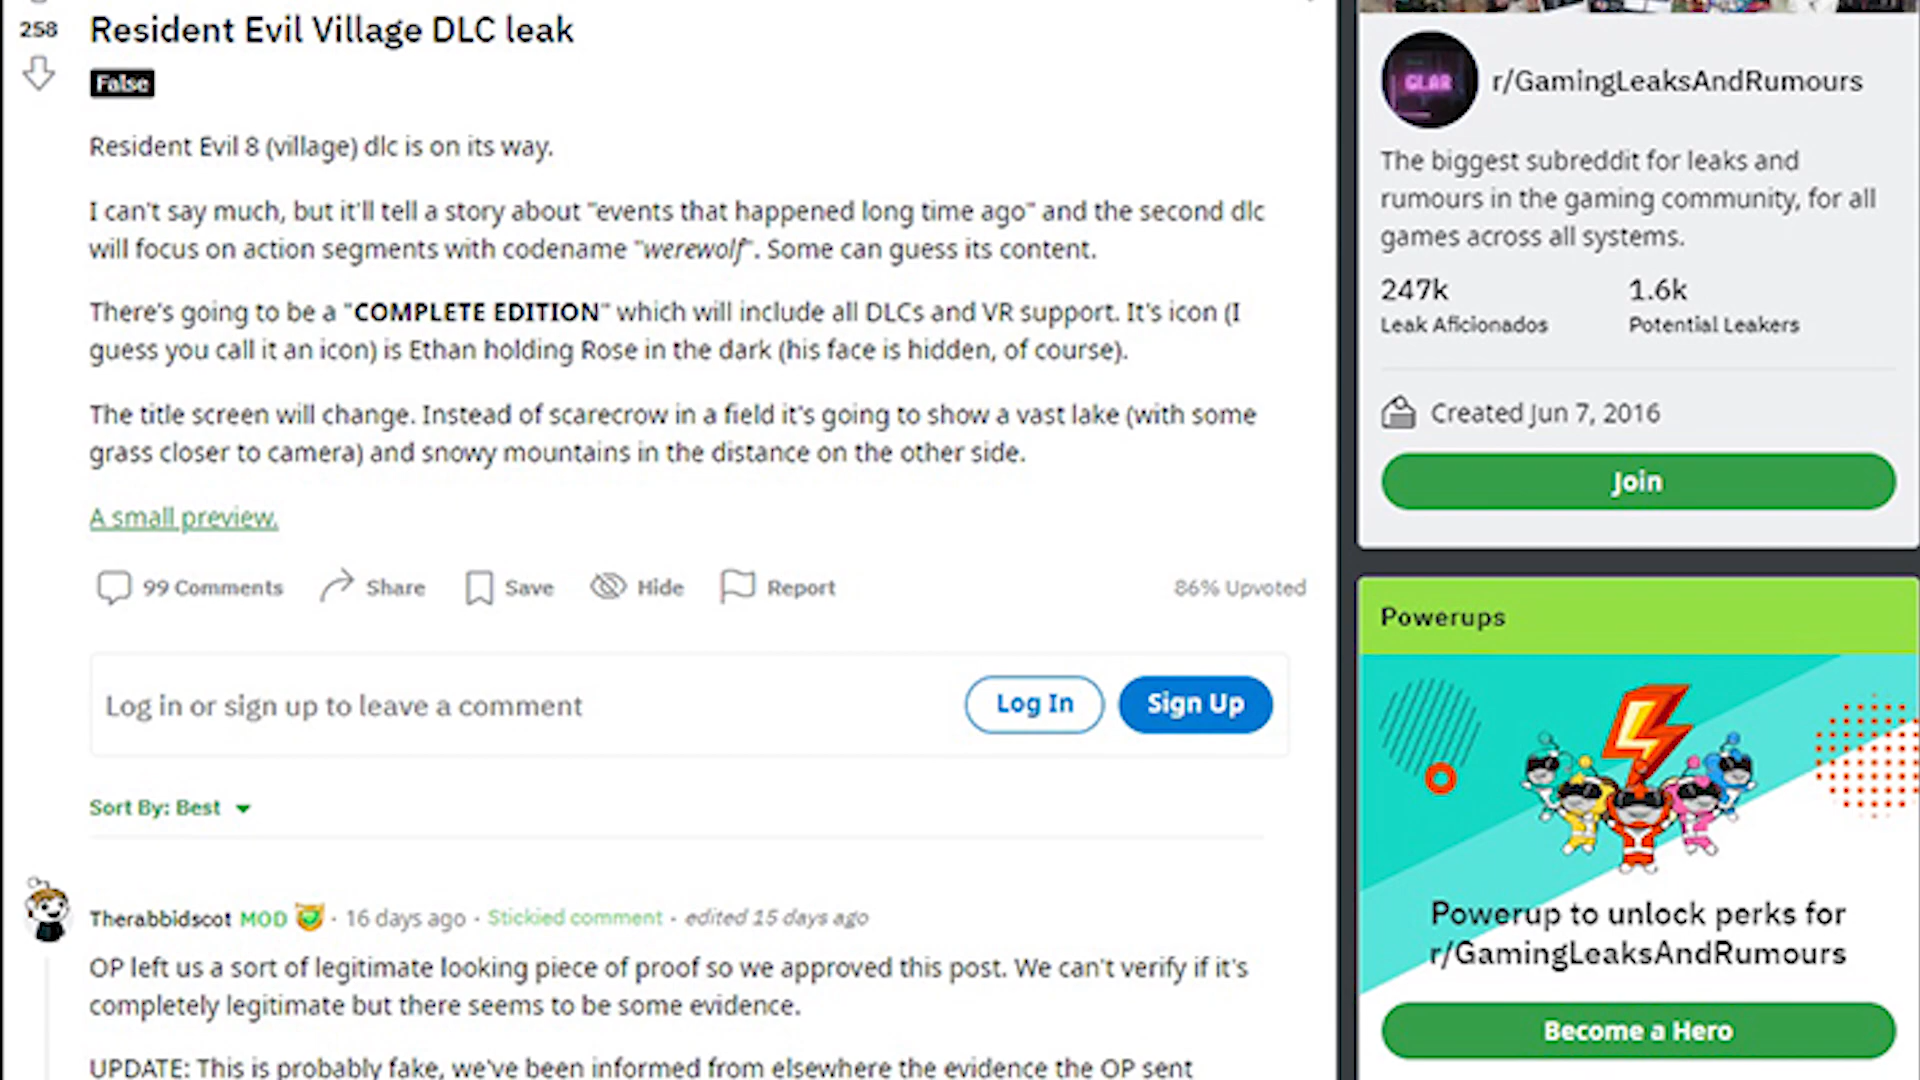 258
Resident Evil Village DLC leak
False
Resident Evil 8 (village) dlc is on its way.
I can't say much, but it'll tell a story about "events that happened long time ago" and the second dlc
will focus on action segments with codename "werewolf". Some can guess its content.
There's going to be a "COMPLETE EDITION" which will include all DLCs and VR support. It's icon (I
guess you call it an icon) is Ethan holding Rose in the dark (his face is hidden, of course).
The title screen will change. Instead of scarecrow in a field it's going to show a vast lake (with some
grass closer to camera) and snowy mountains in the distance on the other side.
A small preview.
99 Comments Share Save Hide Report 86% Upvoted
Log in or sign up to leave a comment Log In Sign Up
Sort By: Best
Therabbidscot MOD · 16 days ago · Stickied comment · edited 15 days ago
OP left us a sort of legitimate looking piece of proof so we approved this post. We can't verify if it's
completely legitimate but there seems to be some evidence.
UPDATE: This is probably fake, we've been informed from elsewhere the evidence the OP sent
GLAR
r/GamingLeaksAndRumours
The biggest subreddit for leaks and
rumours in the gaming community, for all
games across all systems.
247k 1.6k
Leak Aficionados Potential Leakers
Created Jun 7, 2016
Join
Powerups
Powerup to unlock perks for
r/GamingLeaksAndRumours
Become a Hero